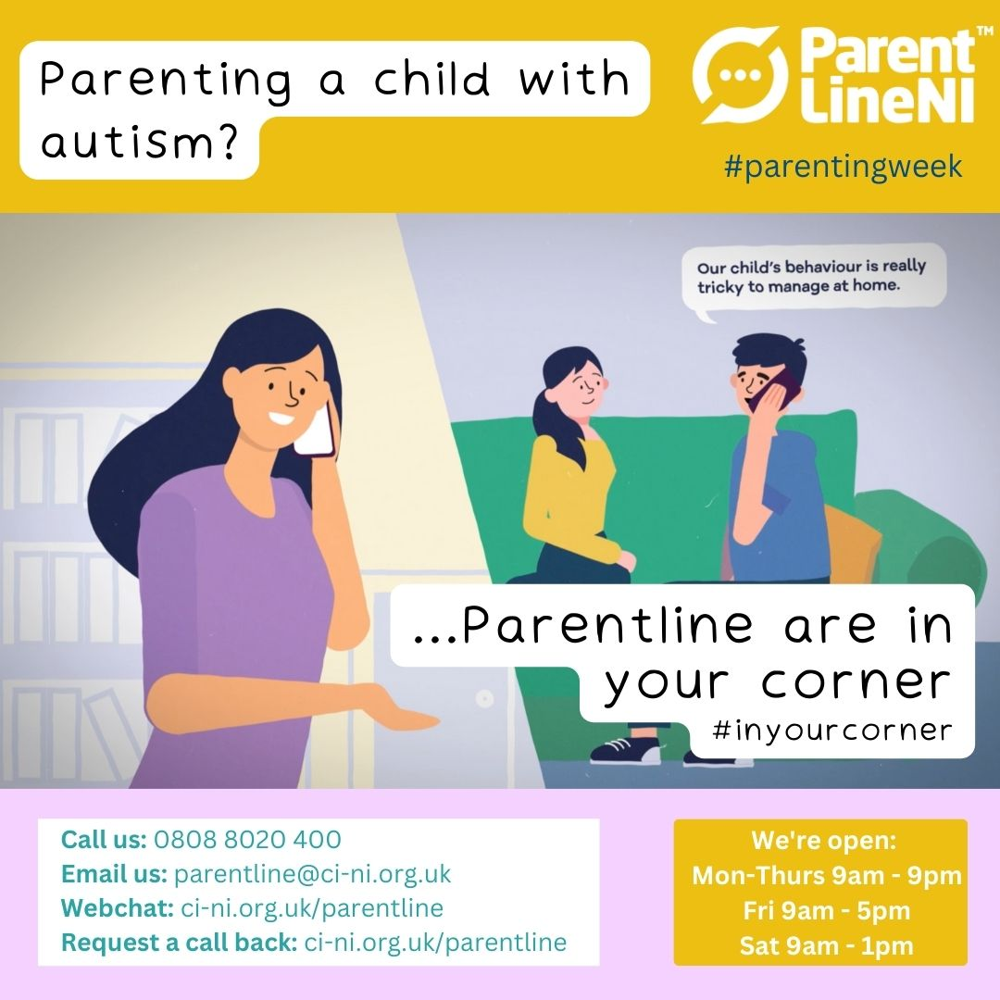 Parenting a child with
autism?
Parent™
LineNI
#parentingweek
Our child's behaviour is really
tricky to manage at home.
...Parentline are in
your corner
#inyourcorner
Call us: 0808 8020 400
Email us: parentline@ci-ni.org.uk
Webchat: ci-ni.org.uk/parentline
Request a call back: ci-ni.org.uk/parentline
We're open:
Mon-Thurs 9am - 9pm
Fri 9am - 5pm
Sat 9am - 1pm